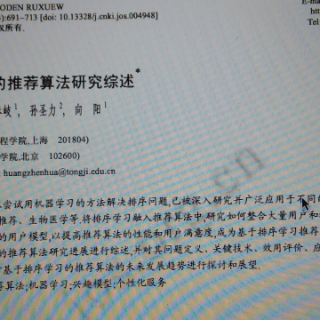 ODEN RUXUEW
E-ma
):691−713 [doi: 10.13328/j.cnki.jos.004948]
htt
权所有.
Te
的推荐算法研究综述*
岐¹, 孙圣力², 向 阳¹
程学院,上海 201804)
学院,北京 102600)
huangzhenhua@tongji.edu.cn
尝试用机器学习的方法解决排序问题,已被深入研究并广泛应用于不同的
推荐、生物医学等.将排序学习融入推荐算法中,研究如何整合大量用户和
的用户模型,以提高推荐算法的性能和用户满意度,成为基于排序学习推荐
的推荐算法研究进展进行综述,并对其问题定义、关键技术、效用评价、应
基于排序学习的推荐算法的未来发展趋势进行探讨和展望.
算法;机器学习;兴趣模型;个性化服务
cn